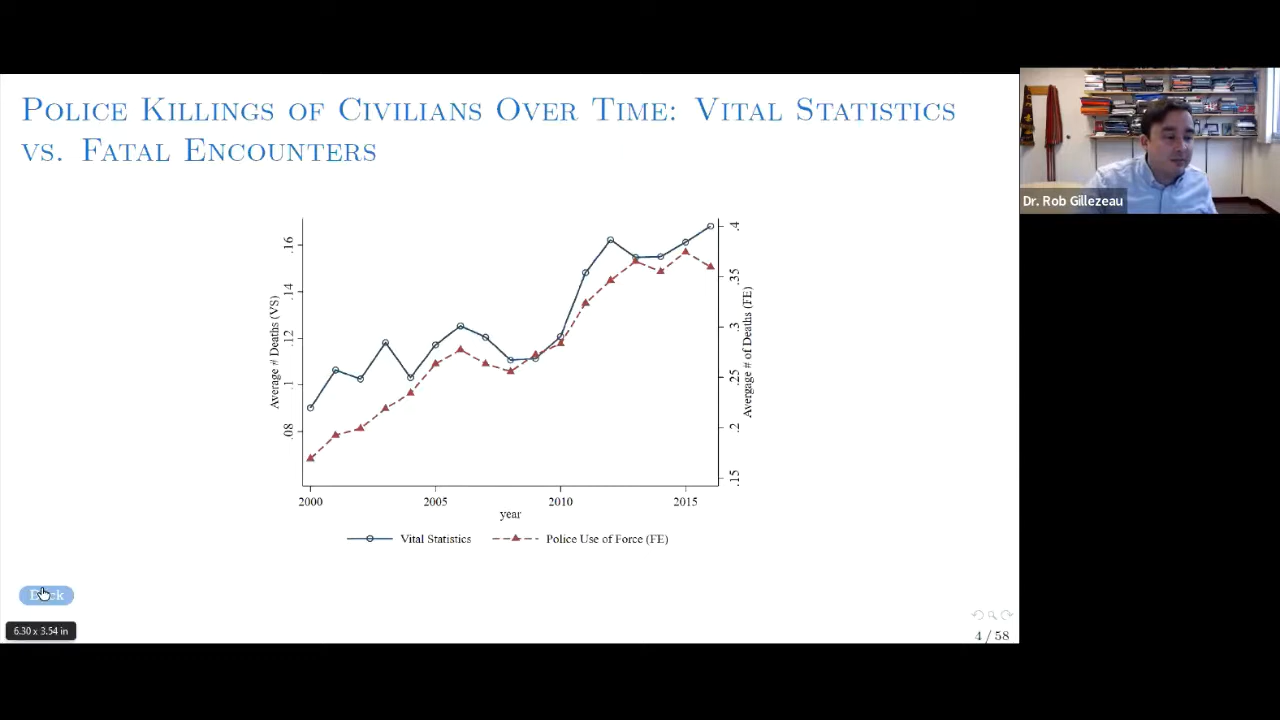 POLICE KILLINGS OF CIVILIANS OVER TIME: VITAL STATISTICS
VS. FATAL ENCOUNTERS
Dr. Rob Gillezeau
Average # Deaths (VS)
.16
.14
.12
.1
.08
.4
.35
.3
.25
.2
.15
Avergage # of Deaths (FE)
2000
2005
2010
2015
year
Vital Statistics
Police Use of Force (FE)
6.30 x 3.54 in
4 / 58